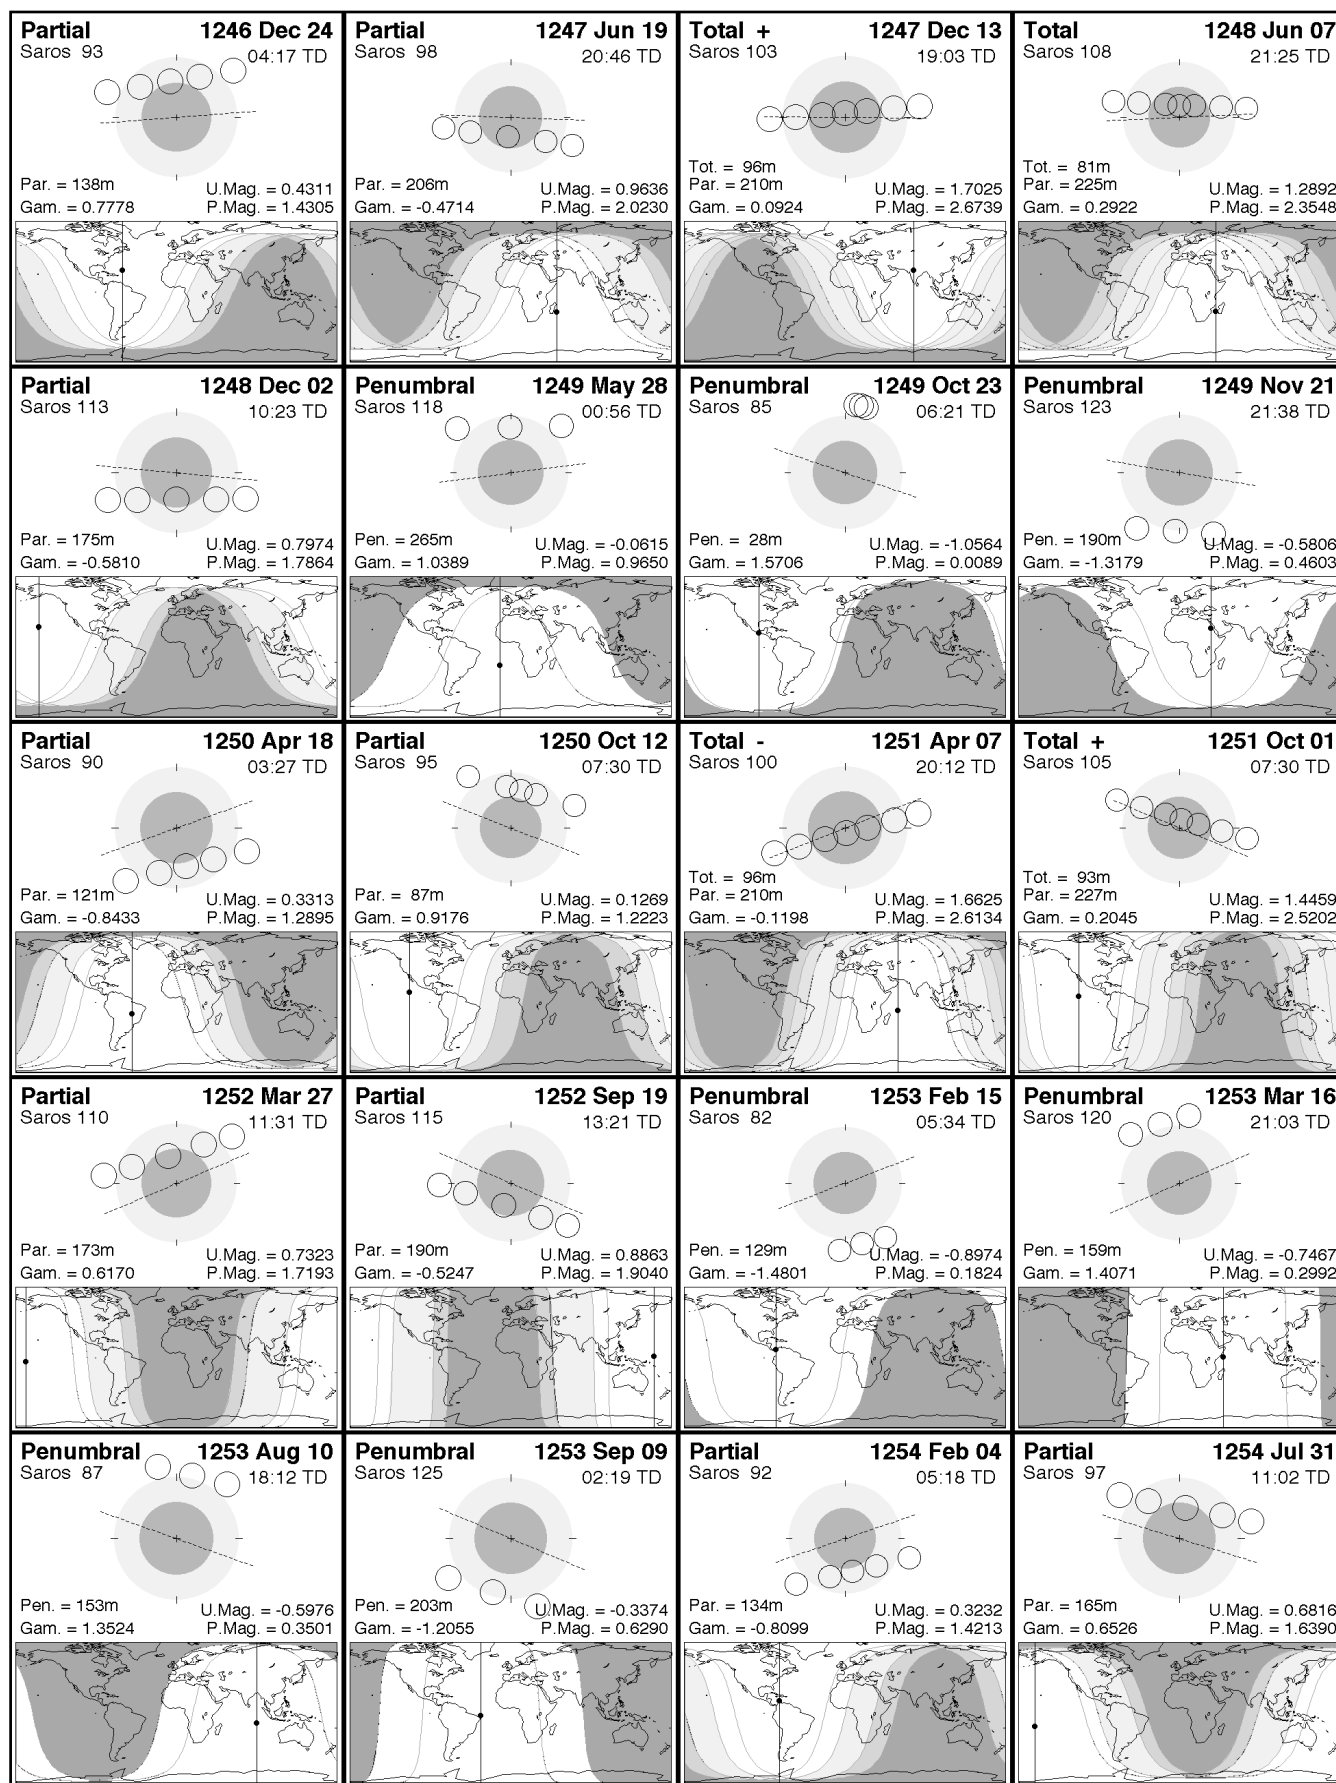 Partial 1246 Dec 24
Saros 93 04:17 TD
Par. = 138m U.Mag. = 0.4311
Gam. = 0.7778 P.Mag. = 1.4305
Partial 1247 Jun 19
Saros 98 20:46 TD
Par. = 206m U.Mag. = 0.9636
Gam. = -0.4714 P.Mag. = 2.0230
Total + 1247 Dec 13
Saros 103 19:03 TD
Tot. = 96m
Par. = 210m U.Mag. = 1.7025
Gam. = 0.0924 P.Mag. = 2.6739
Total 1248 Jun 07
Saros 108 21:25 TD
Tot. = 81m
Par. = 225m U.Mag. = 1.2892
Gam. = 0.2922 P.Mag. = 2.3548
Partial 1248 Dec 02
Saros 113 10:23 TD
Par. = 175m U.Mag. = 0.7974
Gam. = -0.5810 P.Mag. = 1.7864
Penumbral 1249 May 28
Saros 118 00:56 TD
Pen. = 265m U.Mag. = -0.0615
Gam. = 1.0389 P.Mag. = 0.9650
Penumbral 1249 Oct 23
Saros 85 06:21 TD
Pen. = 28m U.Mag. = -1.0564
Gam. = 1.5706 P.Mag. = 0.0089
Penumbral 1249 Nov 21
Saros 123 21:38 TD
Pen. = 190m U.Mag. = -0.5806
Gam. = -1.3179 P.Mag. = 0.4603
Partial 1250 Apr 18
Saros 90 03:27 TD
Par. = 121m U.Mag. = 0.3313
Gam. = -0.8433 P.Mag. = 1.2895
Partial 1250 Oct 12
Saros 95 07:30 TD
Par. = 87m U.Mag. = 0.1269
Gam. = 0.9176 P.Mag. = 1.2223
Total - 1251 Apr 07
Saros 100 20:12 TD
Tot. = 96m
Par. = 210m U.Mag. = 1.6625
Gam. = -0.1198 P.Mag. = 2.6134
Total + 1251 Oct 01
Saros 105 07:30 TD
Tot. = 93m
Par. = 227m U.Mag. = 1.4459
Gam. = 0.2045 P.Mag. = 2.5202
Partial 1252 Mar 27
Saros 110 11:31 TD
Par. = 173m U.Mag. = 0.7323
Gam. = 0.6170 P.Mag. = 1.7193
Partial 1252 Sep 19
Saros 115 13:21 TD
Par. = 190m U.Mag. = 0.8863
Gam. = -0.5247 P.Mag. = 1.9040
Penumbral 1253 Feb 15
Saros 82 05:34 TD
Pen. = 129m U.Mag. = -0.8974
Gam. = -1.4801 P.Mag. = 0.1824
Penumbral 1253 Mar 16
Saros 120 21:03 TD
Pen. = 159m U.Mag. = -0.7467
Gam. = 1.4071 P.Mag. = 0.2992
Penumbral 1253 Aug 10
Saros 87 18:12 TD
Pen. = 153m U.Mag. = -0.5976
Gam. = 1.3524 P.Mag. = 0.3501
Penumbral 1253 Sep 09
Saros 125 02:19 TD
Pen. = 203m U.Mag. = -0.3374
Gam. = -1.2055 P.Mag. = 0.6290
Partial 1254 Feb 04
Saros 92 05:18 TD
Par. = 134m U.Mag. = 0.3232
Gam. = -0.8099 P.Mag. = 1.4213
Partial 1254 Jul 31
Saros 97 11:02 TD
Par. = 165m U.Mag. = 0.6816
Gam. = 0.6526 P.Mag. = 1.6390